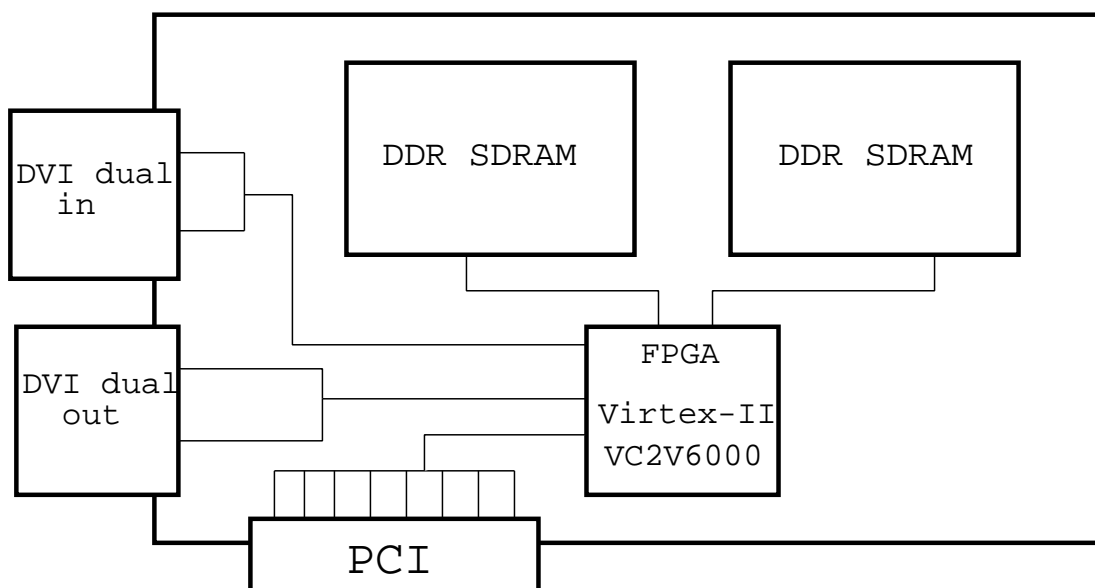 DDR SDRAM
DDR SDRAM
DVI dual
in
DVI dual
out
FPGA
Virtex-II
VC2V6000
PCI